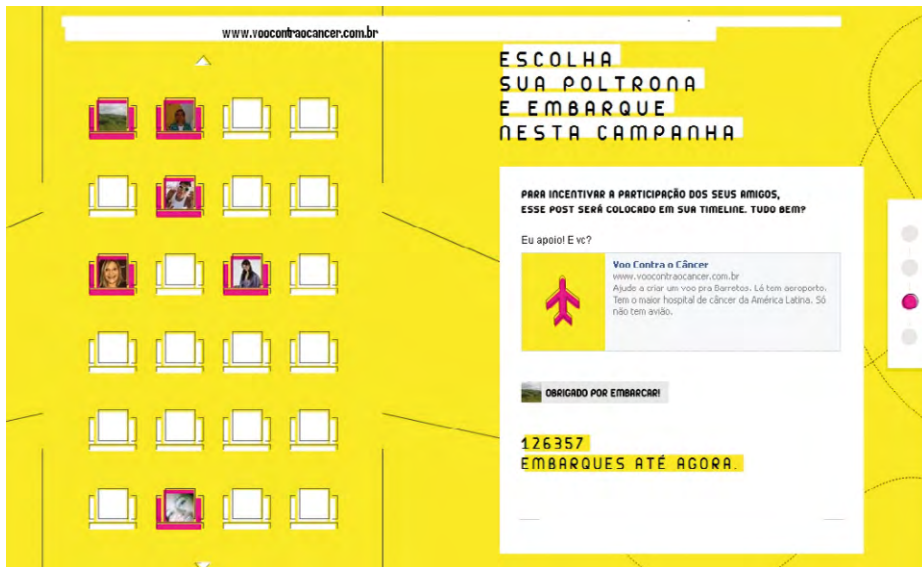 www.voocontraocancer.com.br
ESCOLHA
SUA POLTRONA
E EMBARQUE
NESTA CAMPANHA
PARA INCENTIVAR A PARTICIPAÇÃO DOS SEUS AMIGOS,
ESSE POST SERÁ COLOCADO EM SUA TIMELINE. TUDO BEM?
Eu apoio! E vc?
Voo Contra o Câncer
www.voocontraocancer.com.br
Ajude a criar um voo pra Barretos. Lá tem aeroporto.
Tem o maior hospital de câncer da América Latina. Só
não tem avião.
OBRIGADO POR EMBARCAR!
126357
EMBARQUES ATÉ AGORA.